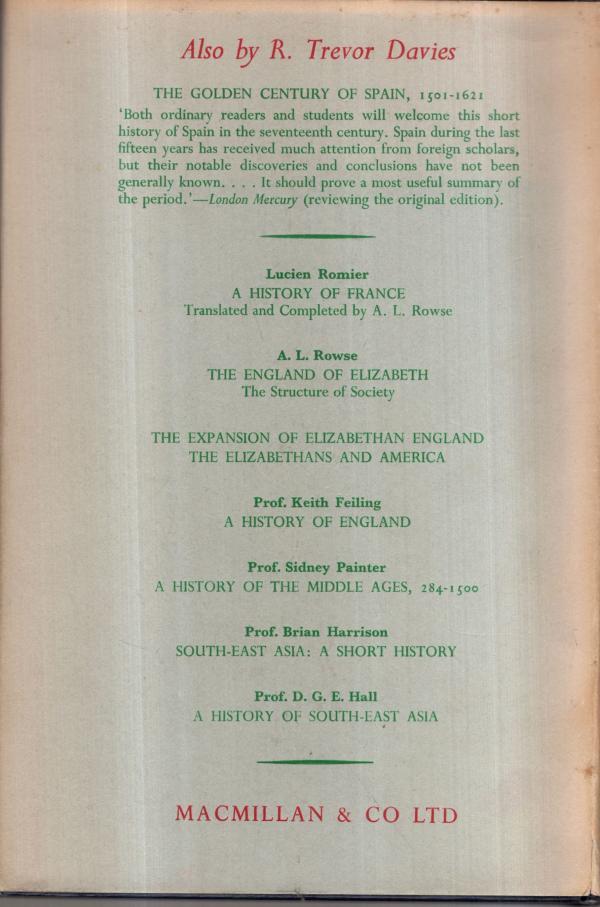 Also by R. Trevor Davies
THE GOLDEN CENTURY OF SPAIN, 1501-1621
‘Both ordinary readers and students will welcome this short
history of Spain in the seventeenth century. Spain during the last
fifteen years has received much attention from foreign scholars,
but their notable discoveries and conclusions have not been
generally known. . . . It should prove a most useful summary of
the period.’—London Mercury (reviewing the original edition).
Lucien Romier
A HISTORY OF FRANCE
Translated and Completed by A. L. Rowse
A. L. Rowse
THE ENGLAND OF ELIZABETH
The Structure of Society
THE EXPANSION OF ELIZABETHAN ENGLAND
THE ELIZABETHANS AND AMERICA
Prof. Keith Feiling
A HISTORY OF ENGLAND
Prof. Sidney Painter
A HISTORY OF THE MIDDLE AGES, 284-1500
Prof. Brian Harrison
SOUTH-EAST ASIA: A SHORT HISTORY
Prof. D. G. E. Hall
A HISTORY OF SOUTH-EAST ASIA
MACMILLAN & CO LTD